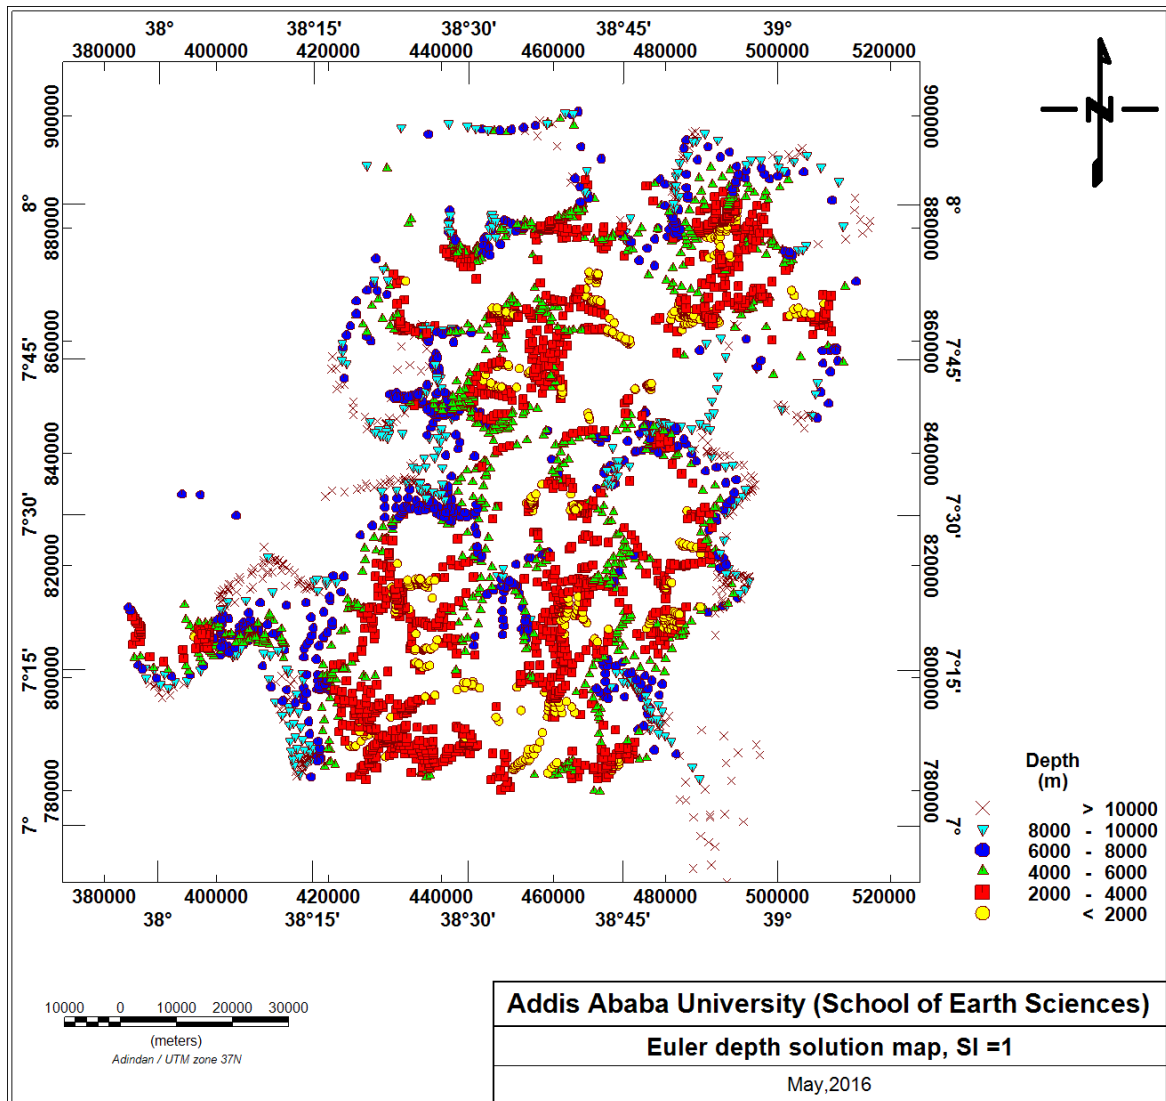 38° 38°15' 38°30' 38°45' 39°
380000 400000 420000 440000 460000 480000 500000 520000
N
900000 900000
8° 8°
880000 880000
860000 860000
7°45' 7°45'
840000 840000
7°30' 7°30'
820000 820000
7°15' 7°15'
800000 800000
780000 780000
7° 7°
Depth
(m)
> 10000
8000 - 10000
6000 - 8000
4000 - 6000
2000 - 4000
< 2000
380000 400000 420000 440000 460000 480000 500000 520000
38° 38°15' 38°30' 38°45' 39°
10000 0 10000 20000 30000
(meters)
Adindan / UTM zone 37N
Addis Ababa University (School of Earth Sciences)
Euler depth solution map, SI =1
May,2016